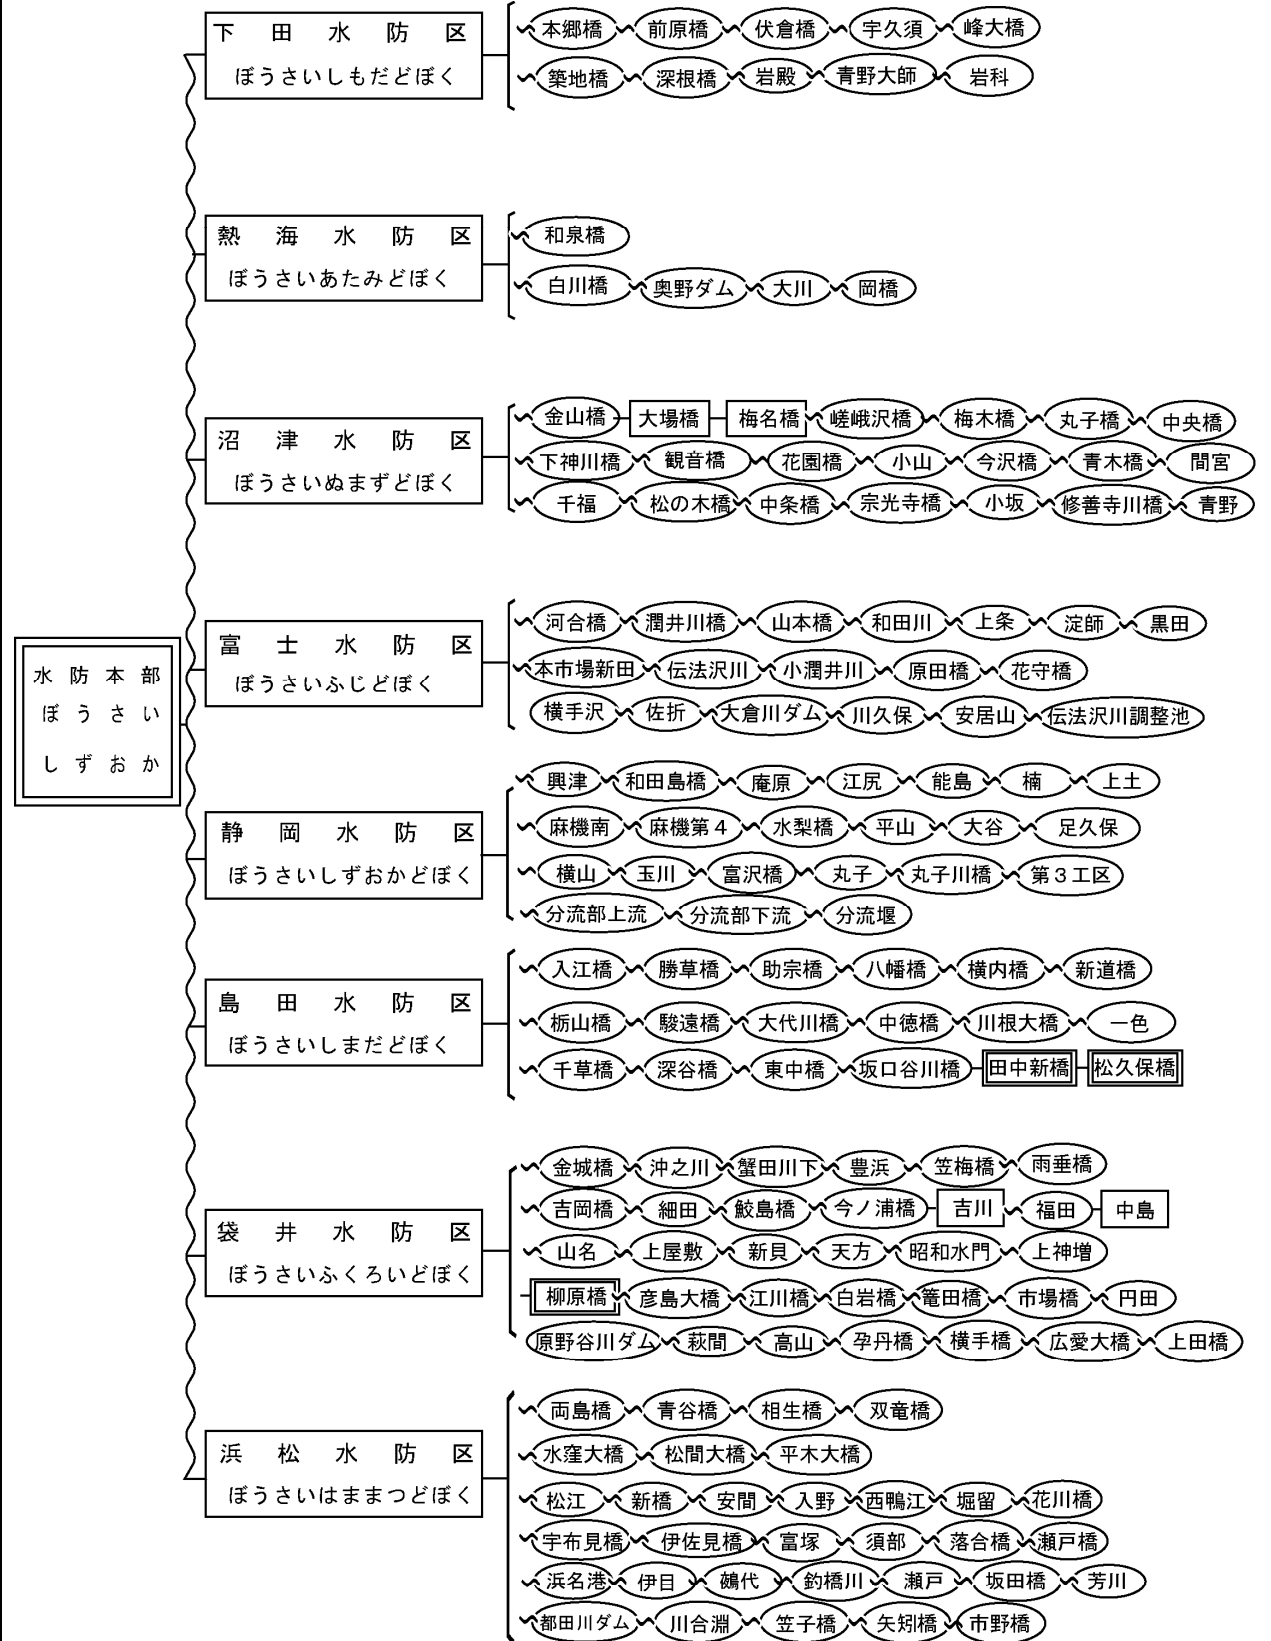 下田水防区
ぼうさいしもだどぼく
本郷橋 前原橋 伏倉橋 宇久須 峰大橋
築地橋 深根橋 岩殿 青野大師 岩科
熱海水防区
ぼうさいあたみどぼく
和泉橋
白川橋 奥野ダム 大川 岡橋
沼津水防区
ぼうさいぬまずどぼく
金山橋 大場橋 梅名橋 嵯峨沢橋 梅木橋 丸子橋 中央橋
下神川橋 観音橋 花園橋 小山 今沢橋 青木橋 間宮
千福 松の木橋 中条橋 宗光寺橋 小坂 修善寺川橋 青野
水防本部
ぼうさい
しずおか
富士水防区
ぼうさいふじどぼく
河合橋 潤井川橋 山本橋 和田川 上条 淀師 黒田
本市場新田 伝法沢川 小潤井川 原田橋 花守橋
横手沢 佐折 大倉川ダム 川久保 安居山 伝法沢川調整池
静岡水防区
ぼうさいしずおかどぼく
興津 和田島橋 庵原 江尻 能島 楠 上土
麻機南 麻機第4 水梨橋 平山 大谷 足久保
横山 玉川 富沢橋 丸子 丸子川橋 第3工区
分流部上流 分流部下流 分流堰
島田水防区
ぼうさいしまだどぼく
入江橋 勝草橋 助宗橋 八幡橋 横内橋 新道橋
栃山橋 駿遠橋 大代川橋 中徳橋 川根大橋 一色
千草橋 深谷橋 東中橋 坂口谷川橋 田中新橋 松久保橋
袋井水防区
ぼうさいふくろいどぼく
金城橋 沖之川 蟹田川下 豊浜 笠梅橋 雨垂橋
吉岡橋 細田 鮫島橋 今ノ浦橋 吉川 福田 中島
山名 上屋敷 新貝 天方 昭和水門 上神増
柳原橋 彦島大橋 江川橋 白岩橋 篭田橋 市場橋 円田
原野谷川ダム 萩間 高山 孕丹橋 横手橋 広愛大橋 上田橋
浜松水防区
ぼうさいはままつどぼく
両島橋 青谷橋 相生橋 双竜橋
水窪大橋 松間大橋 平木大橋
松江 新橋 安間 入野 西鴨江 堀留 花川橋
宇布見橋 伊佐見橋 富塚 須部 落合橋 瀬戸橋
浜名港 伊目 鵺代 釣橋川 瀬戸 坂田橋 芳川
都田川ダム 川合淵 笠子橋 矢矧橋 市野橋